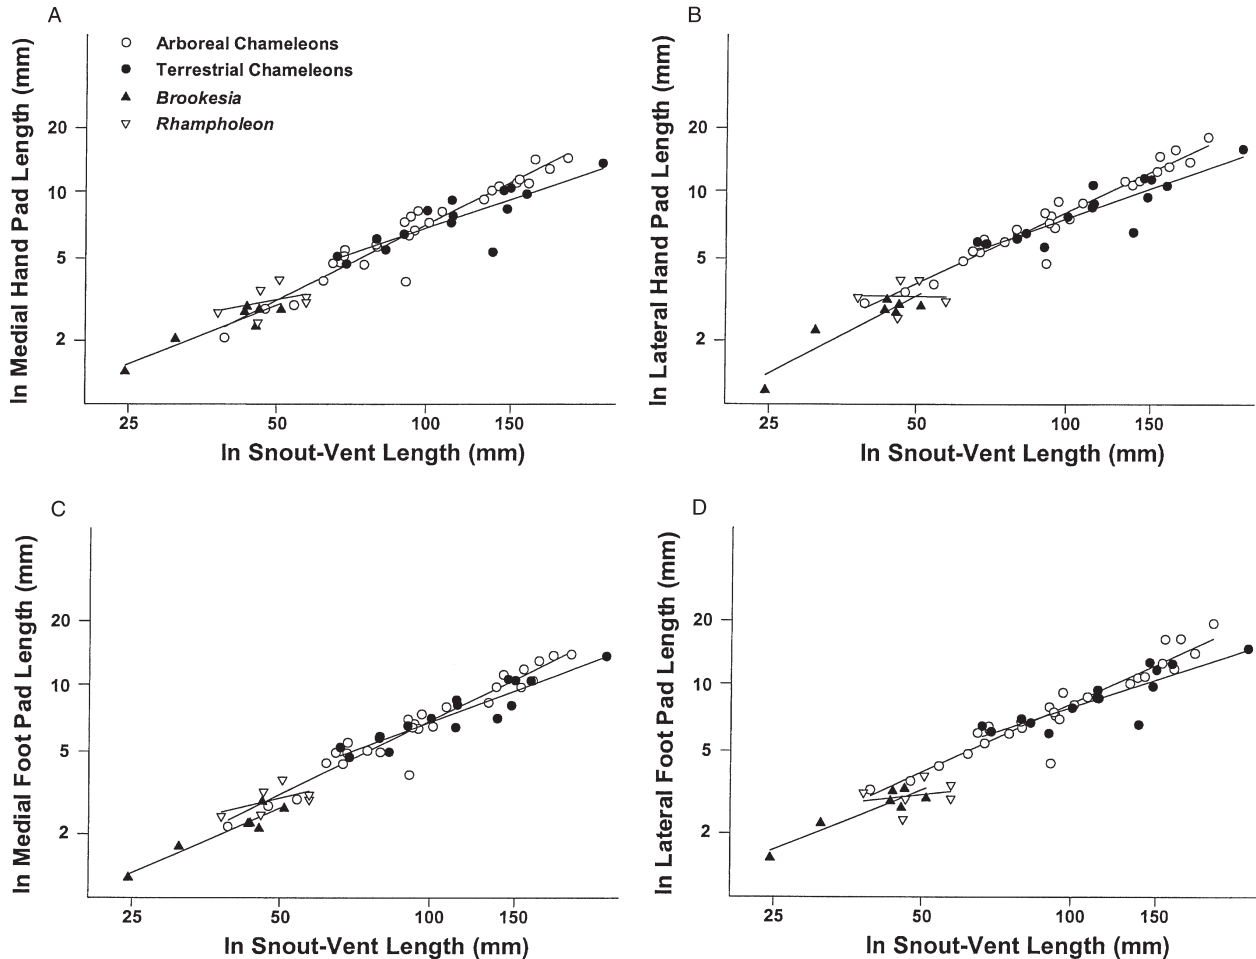 A
ln Medial Hand Pad Length (mm)
Arboreal Chameleons
Terrestrial Chameleons
Brookesia
Rhampholeon
20
10
5
2
25 50 100 150
ln Snout-Vent Length (mm)
B
ln Lateral Hand Pad Length (mm)
20
10
5
2
25 50 100 150
ln Snout-Vent Length (mm)
C
ln Medial Foot Pad Length (mm)
20
10
5
2
25 50 100 150
ln Snout-Vent Length (mm)
D
ln Lateral Foot Pad Length (mm)
20
10
5
2
25 50 100 150
ln Snout-Vent Length (mm)